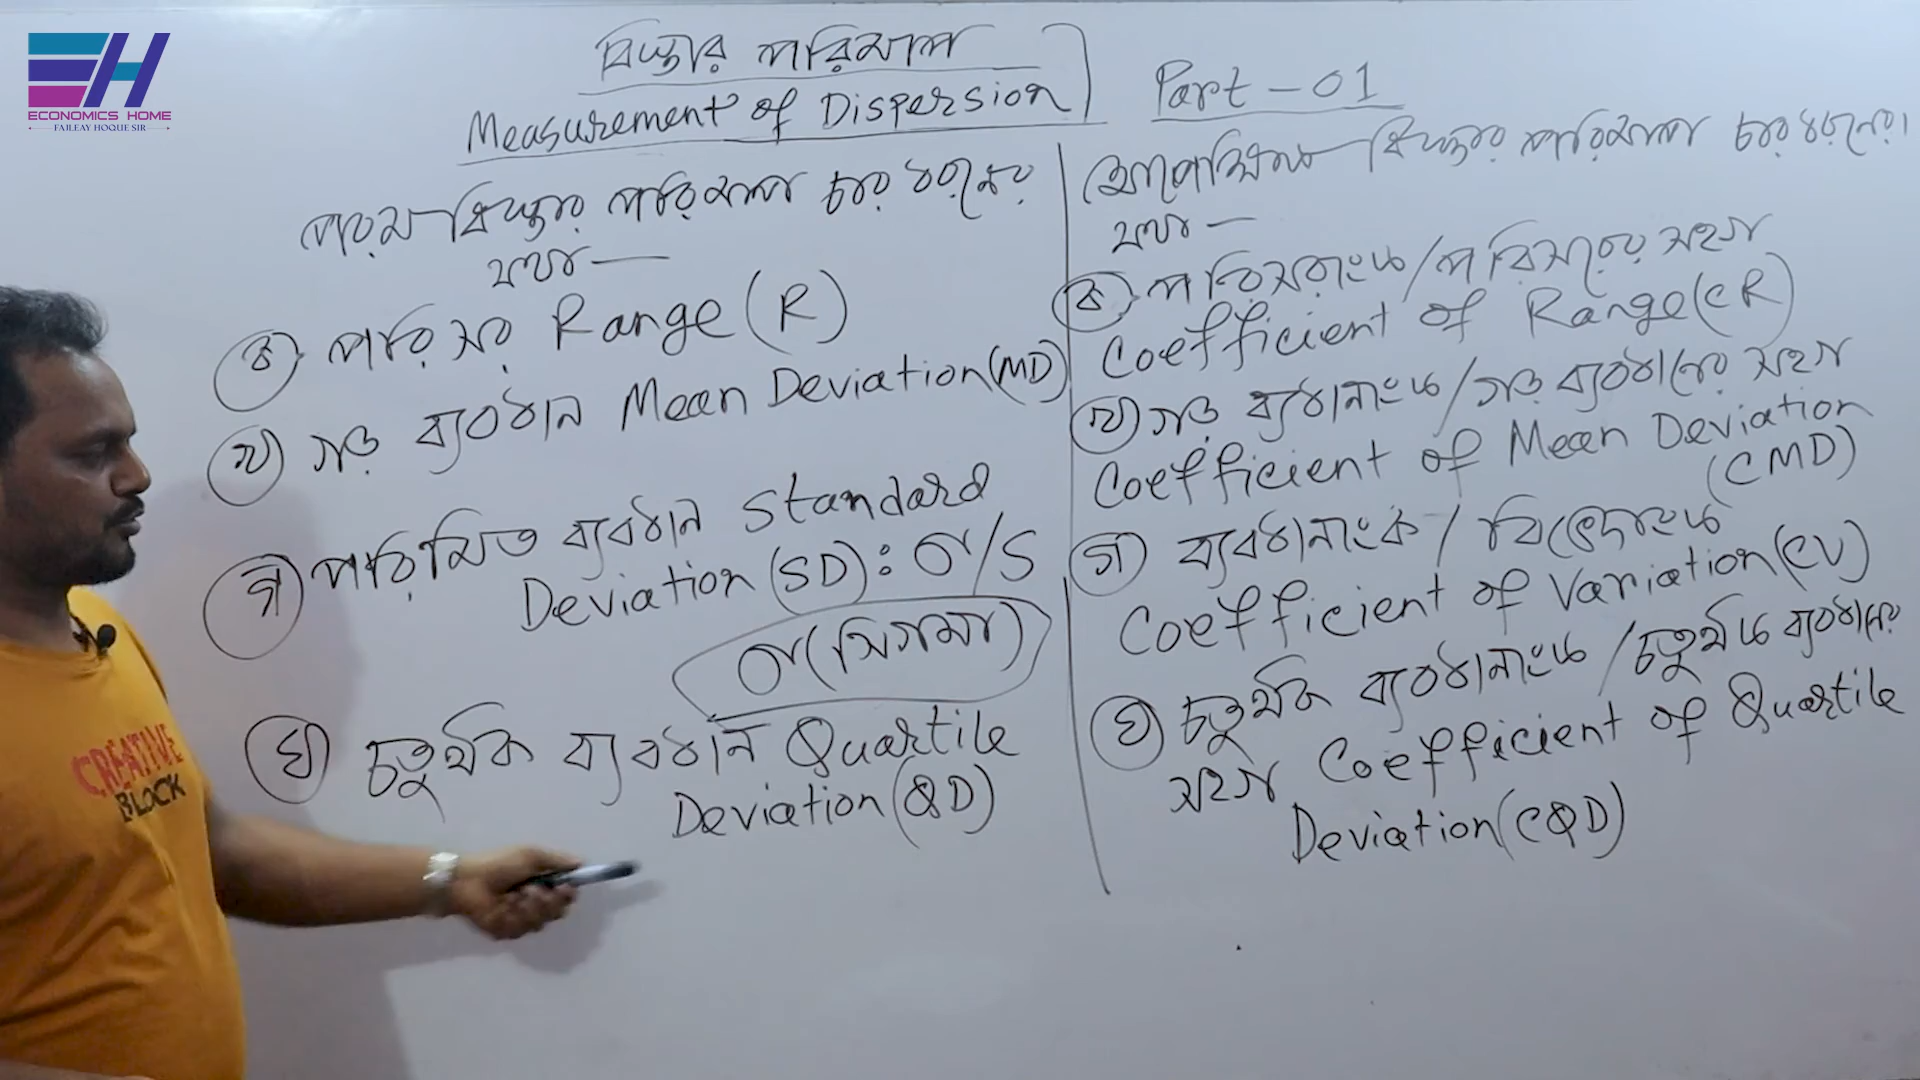 ECONOMICS HOME
FAILEAY HOQUE SIR
বিস্তার পরিমাপ
Measurement of Dispersion
Part - 01
পরম বিস্তার পরিমাপ চার ধরনের
যথা —
ক) পরিসর Range (R)
খ) গড় ব্যবধান Mean Deviation (MD)
গ) পরিমিত ব্যবধান Standard
Deviation (SD): σ/S
σ (সিগমা)
ঘ) চতুর্থক ব্যবধান Quartile
Deviation (QD)
আপেক্ষিক বিস্তার পরিমাপ চার ধরনের।
যথা —
ক) পরিসরাংক / পরিসরের সহগ
Coefficient of Range (CR)
খ) গড় ব্যবধানাংক / গড় ব্যবধানের সহগ
Coefficient of Mean Deviation
(CMD)
গ) ব্যবধানাংক / বিভেদাংক
Coefficient of Variation (CV)
ঘ) চতুর্থক ব্যবধানাংক / চতুর্থক ব্যবধানের
সহগ Coefficient of Quartile
Deviation (CQD)
CREATIVE
BLOCK